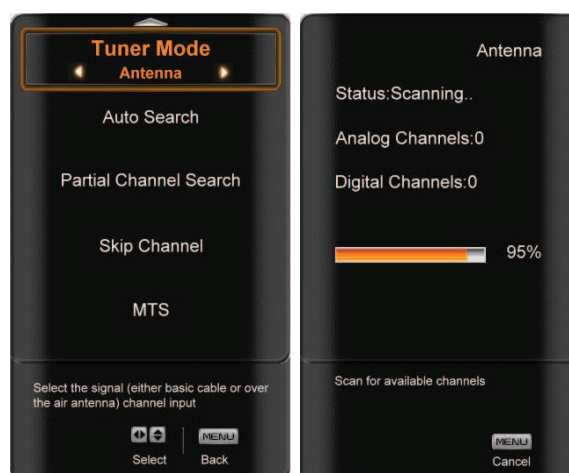 Tuner Mode
Antenna
Auto Search
Partial Channel Search
Skip Channel
MTS
Select the signal (either basic cable or over
the air antenna) channel input
MENU
Select Back
Antenna
Status:Scanning..
Analog Channels:0
Digital Channels:0
95%
Scan for available channels
MENU
Cancel